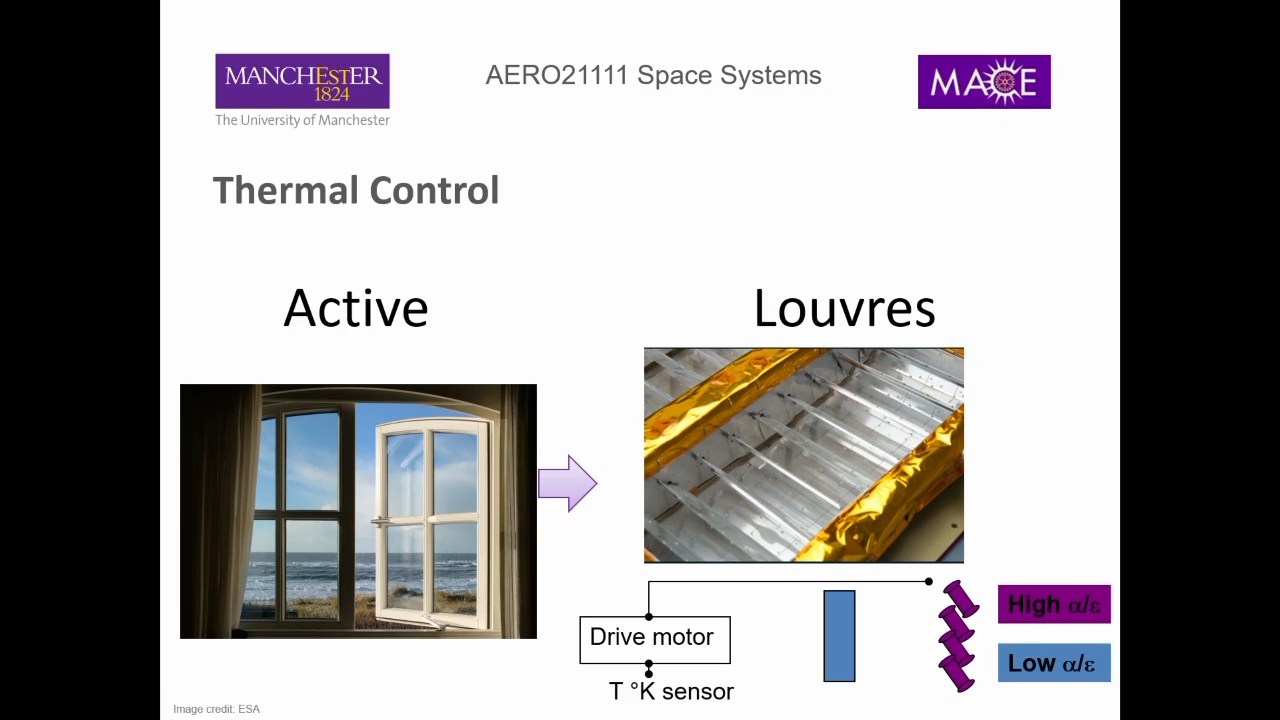 MANCHESTER
1824
The University of Manchester
AERO21111 Space Systems
MACE
Thermal Control
Active
Louvres
Drive motor
T °K sensor
High α/ε
Low α/ε
Image credit: ESA